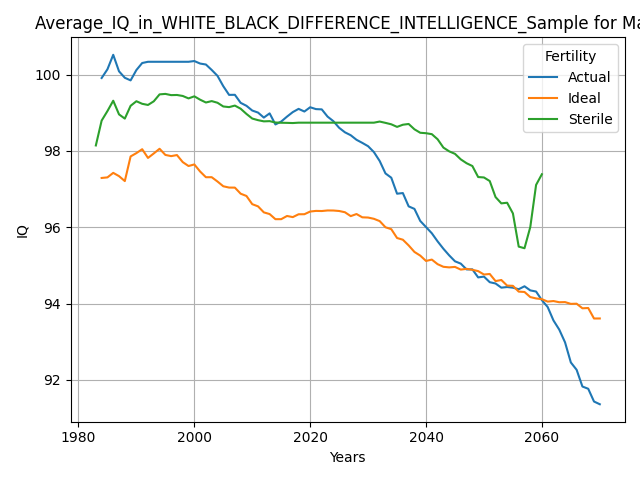 Average_IQ_in_WHITE_BLACK_DIFFERENCE_INTELLIGENCE_Sample for Ma
Fertility
Actual
Ideal
Sterile
100
98
96
94
92
IQ
1980 2000 2020 2040 2060
Years